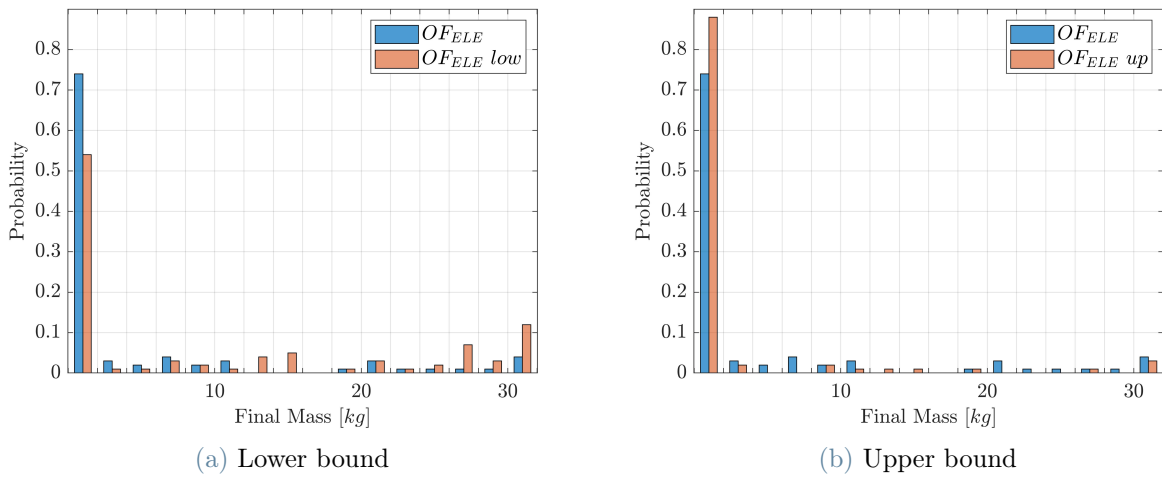 OF_ELE
OF_ELE low
0.8
0.7
0.6
0.5
0.4
0.3
0.2
0.1
0
Probability
10 20 30
Final Mass [kg]
(a) Lower bound
OF_ELE
OF_ELE up
0.8
0.7
0.6
0.5
0.4
0.3
0.2
0.1
0
Probability
10 20 30
Final Mass [kg]
(b) Upper bound